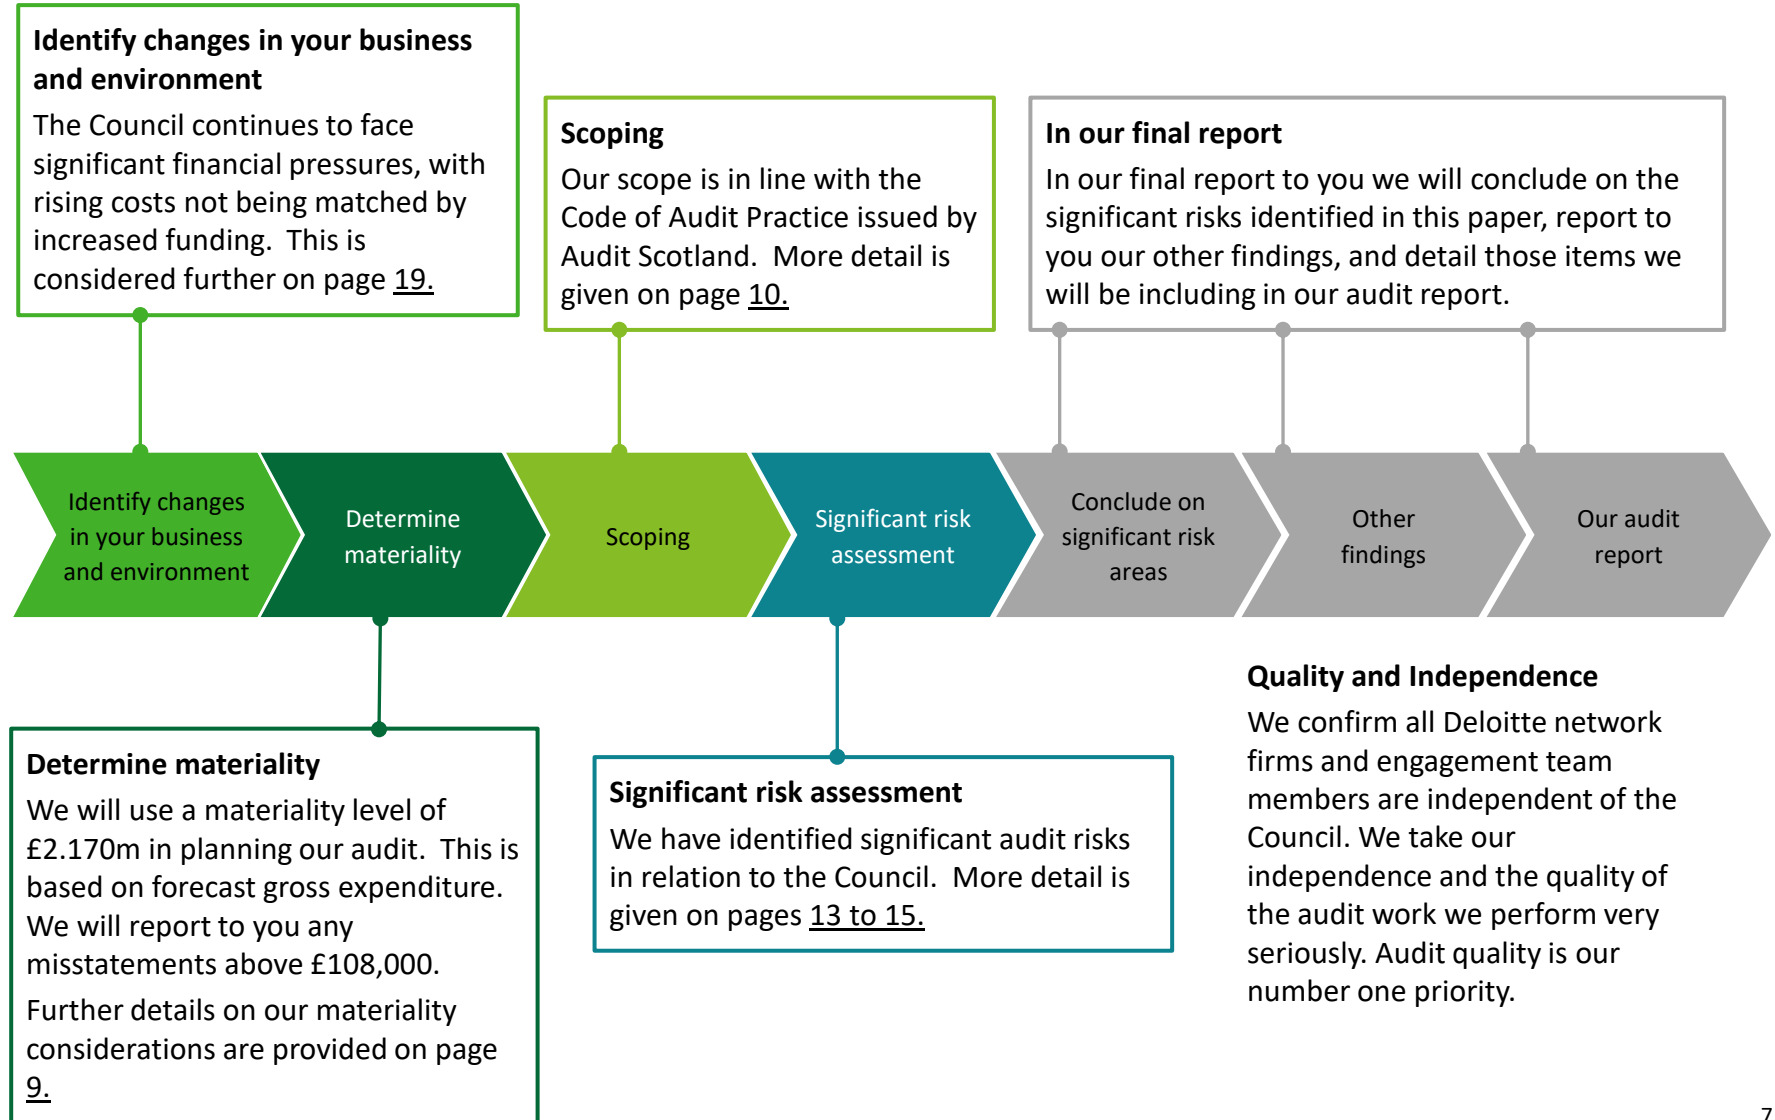 Identify changes in your business
and environment
The Council continues to face
significant financial pressures, with
rising costs not being matched by
increased funding.  This is
considered further on page 19.
Scoping
Our scope is in line with the
Code of Audit Practice issued by
Audit Scotland.  More detail is
given on page 10.
In our final report
In our final report to you we will conclude on the
significant risks identified in this paper, report to
you our other findings, and detail those items we
will be including in our audit report.
Identify changes
in your business
and environment
Determine
materiality
Scoping
Significant risk
assessment
Conclude on
significant risk
areas
Other
findings
Our audit
report
Determine materiality
We will use a materiality level of
£2.170m in planning our audit.  This is
based on forecast gross expenditure.
We will report to you any
misstatements above £108,000.
Further details on our materiality
considerations are provided on page
9.
Significant risk assessment
We have identified significant audit risks
in relation to the Council.  More detail is
given on pages 13 to 15.
Quality and Independence
We confirm all Deloitte network
firms and engagement team
members are independent of the
Council. We take our
independence and the quality of
the audit work we perform very
seriously. Audit quality is our
number one priority.
7